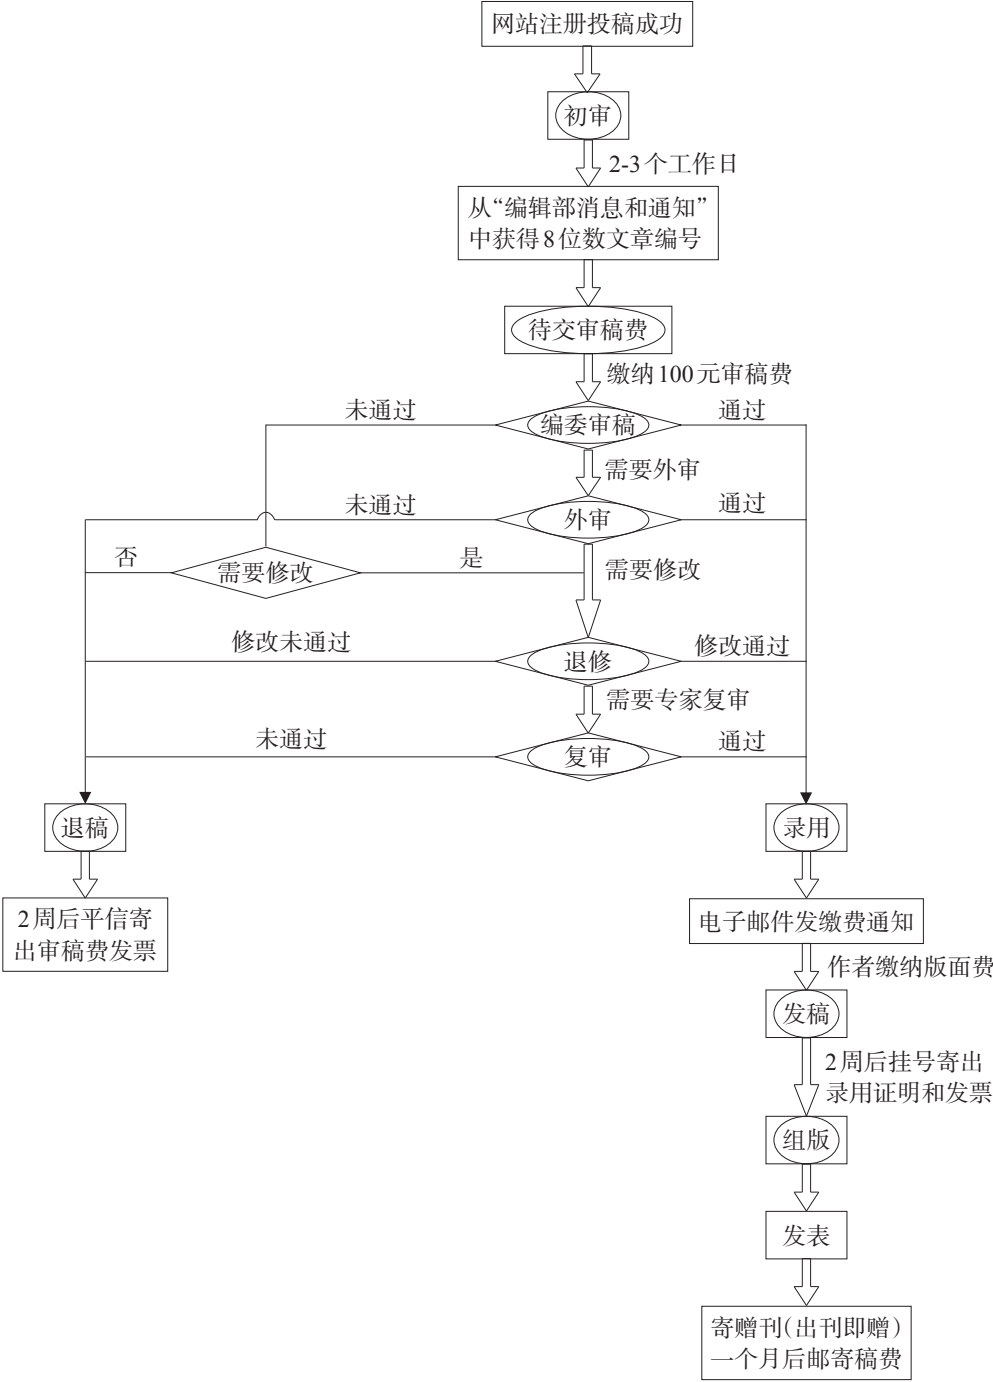 网站注册投稿成功
初审
2-3个工作日
从“编辑部消息和通知”
中获得8位数文章编号
待交审稿费
缴纳100元审稿费
未通过
编委审稿
通过
需要外审
未通过
外审
通过
否
需要修改
是
需要修改
修改未通过
退修
修改通过
需要专家复审
未通过
复审
通过
退稿
录用
2周后平信寄
出审稿费发票
电子邮件发缴费通知
作者缴纳版面费
发稿
2周后挂号寄出
录用证明和发票
组版
发表
寄赠刊(出刊即赠)
一个月后邮寄稿费